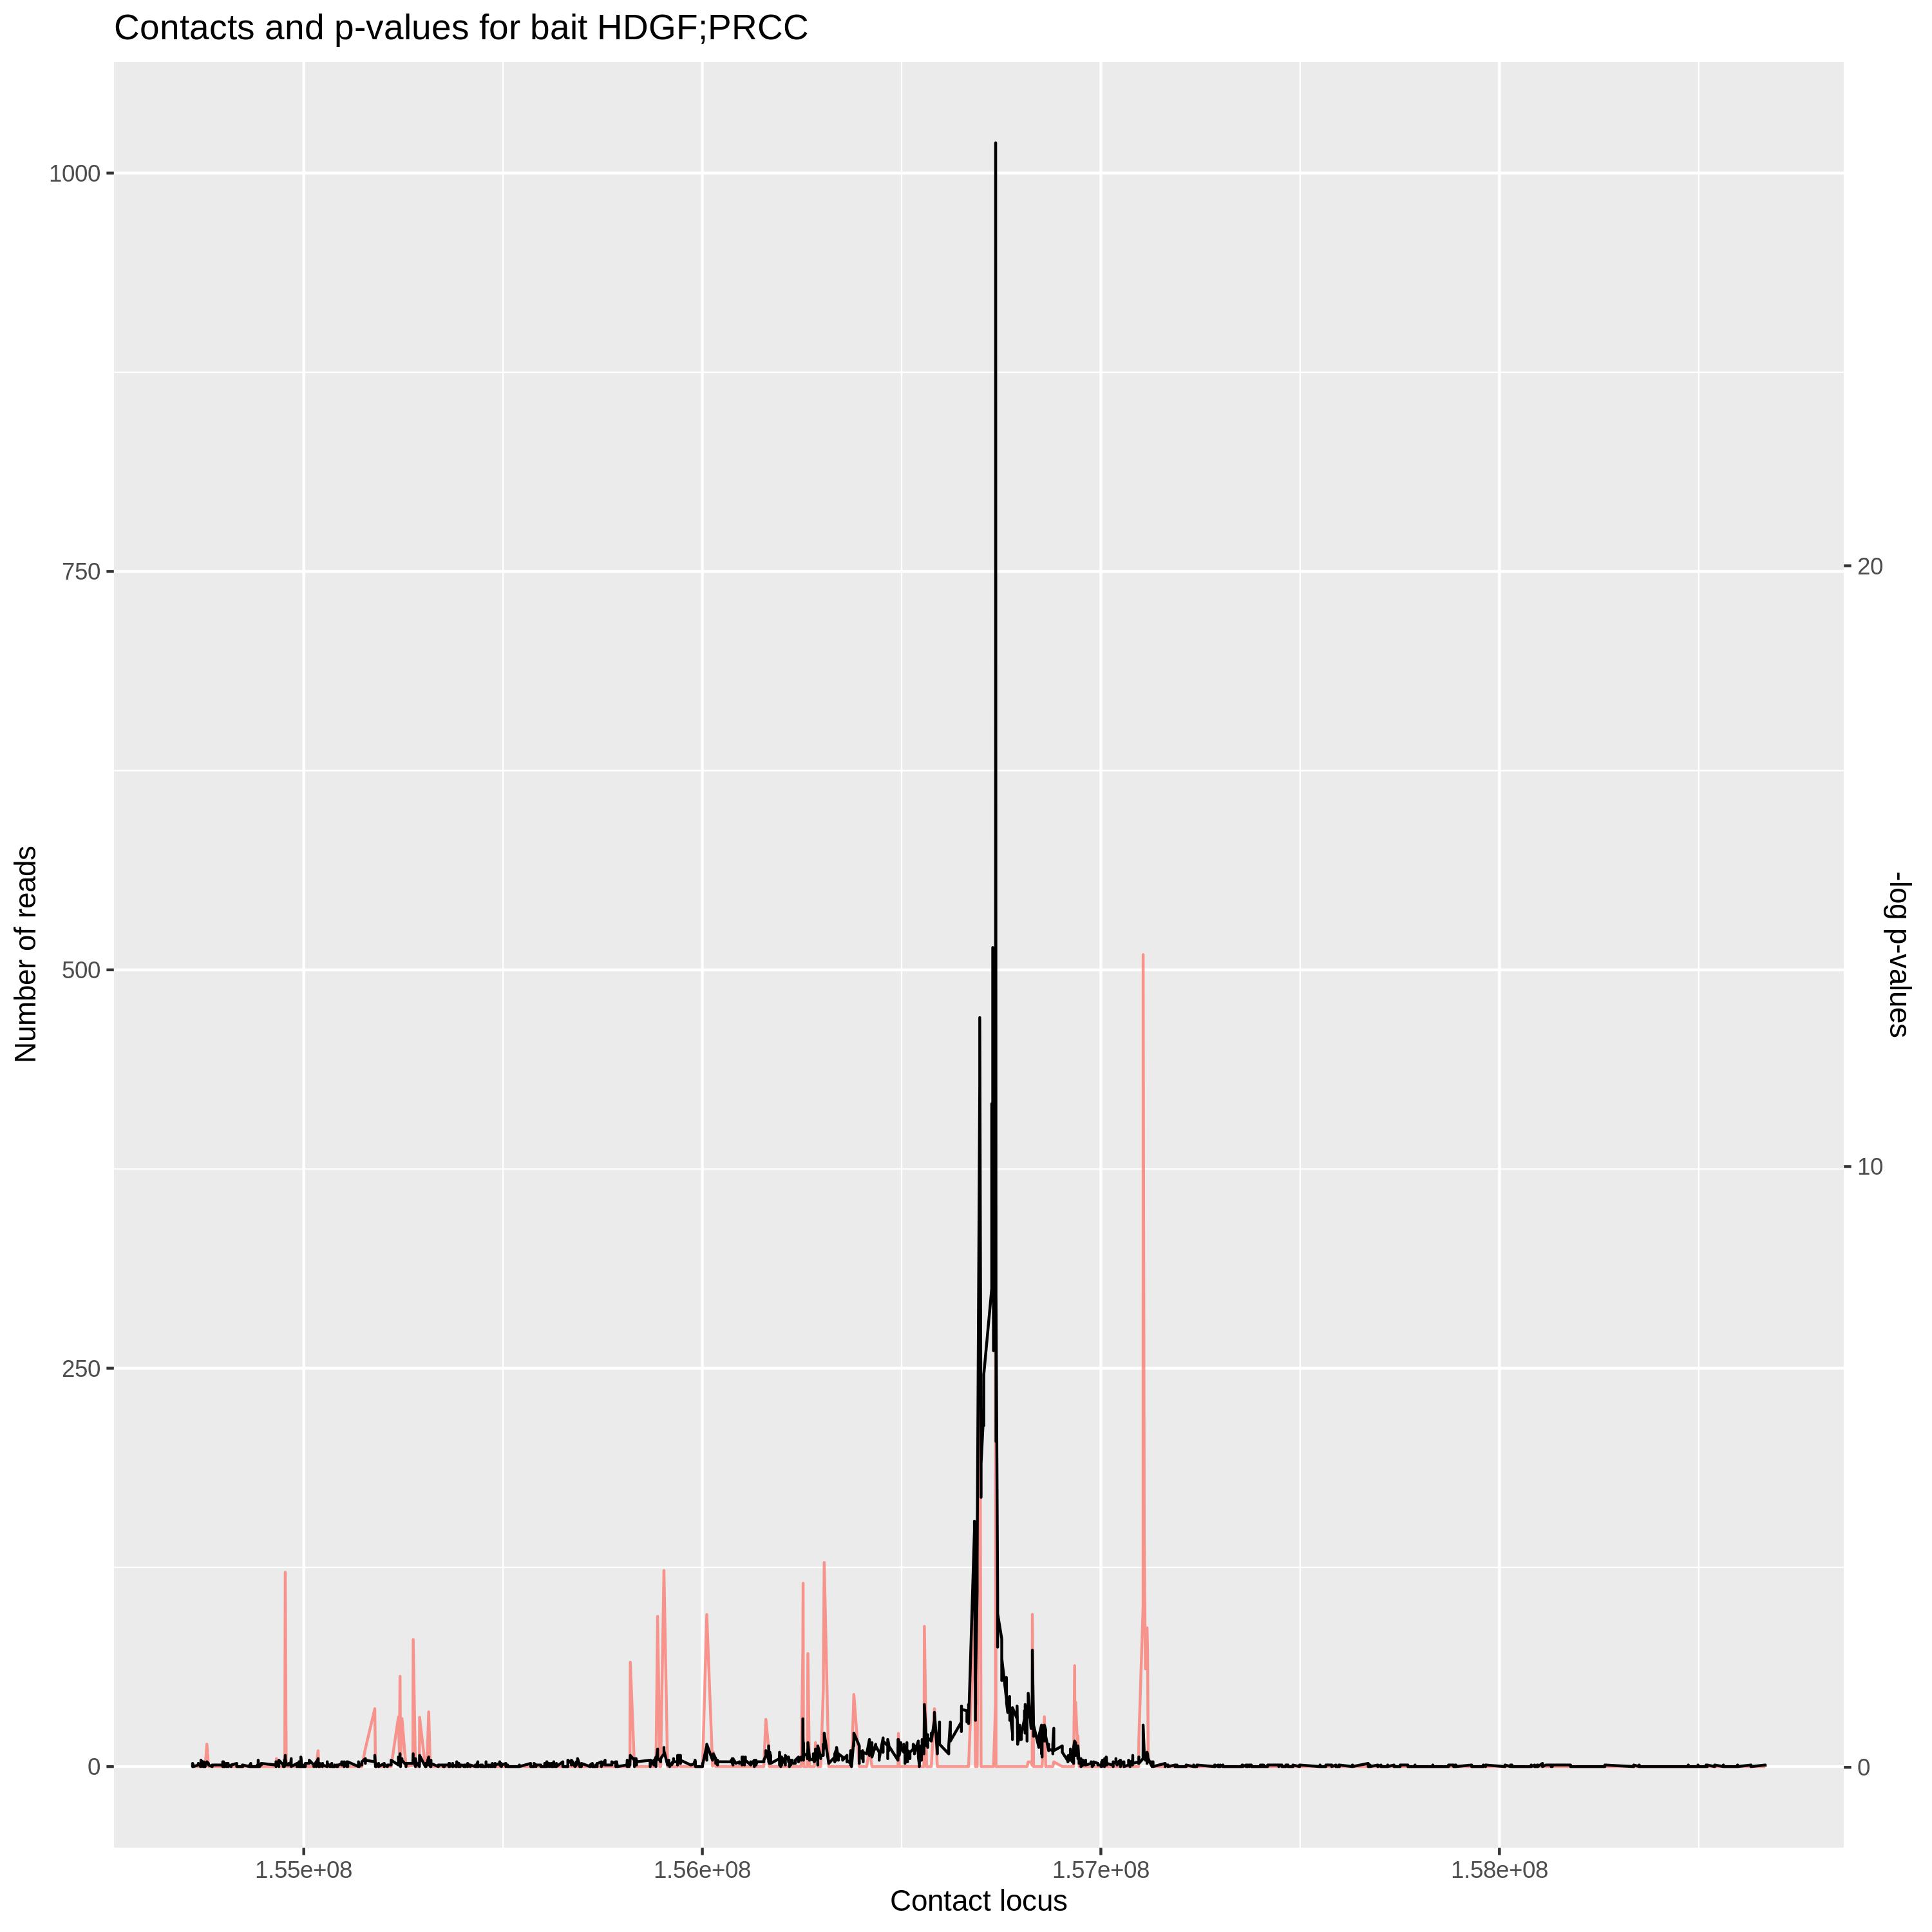 Contacts and p-values for bait HDGF;PRCC
Number of reads
1000
750
500
250
0
20
10
0
-log p-values
1.55e+08 1.56e+08 1.57e+08 1.58e+08
Contact locus